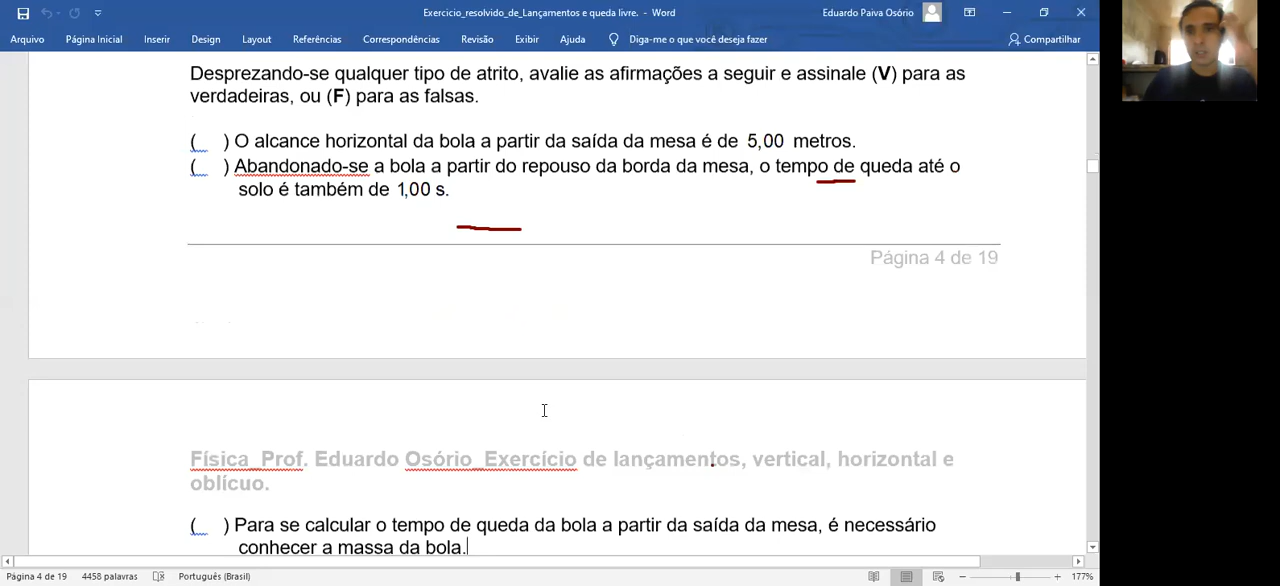 Exercicio_resolvido_de_Lançamentos e queda livre. - Word
Eduardo Paiva Osório
Arquivo Página Inicial Inserir Design Layout Referências Correspondências Revisão Exibir Ajuda Diga-me o que você deseja fazer Compartilhar
Desprezando-se qualquer tipo de atrito, avalie as afirmações a seguir e assinale (V) para as
verdadeiras, ou (F) para as falsas.
( ) O alcance horizontal da bola a partir da saída da mesa é de 5,00 metros.
( ) Abandonado-se a bola a partir do repouso da borda da mesa, o tempo de queda até o
solo é também de 1,00 s.
Página 4 de 19
Física_Prof. Eduardo Osório_Exercício de lançamentos, vertical, horizontal e
oblícuo.
( ) Para se calcular o tempo de queda da bola a partir da saída da mesa, é necessário
conhecer a massa da bola.
Página 4 de 19 4458 palavras Português (Brasil) 177%